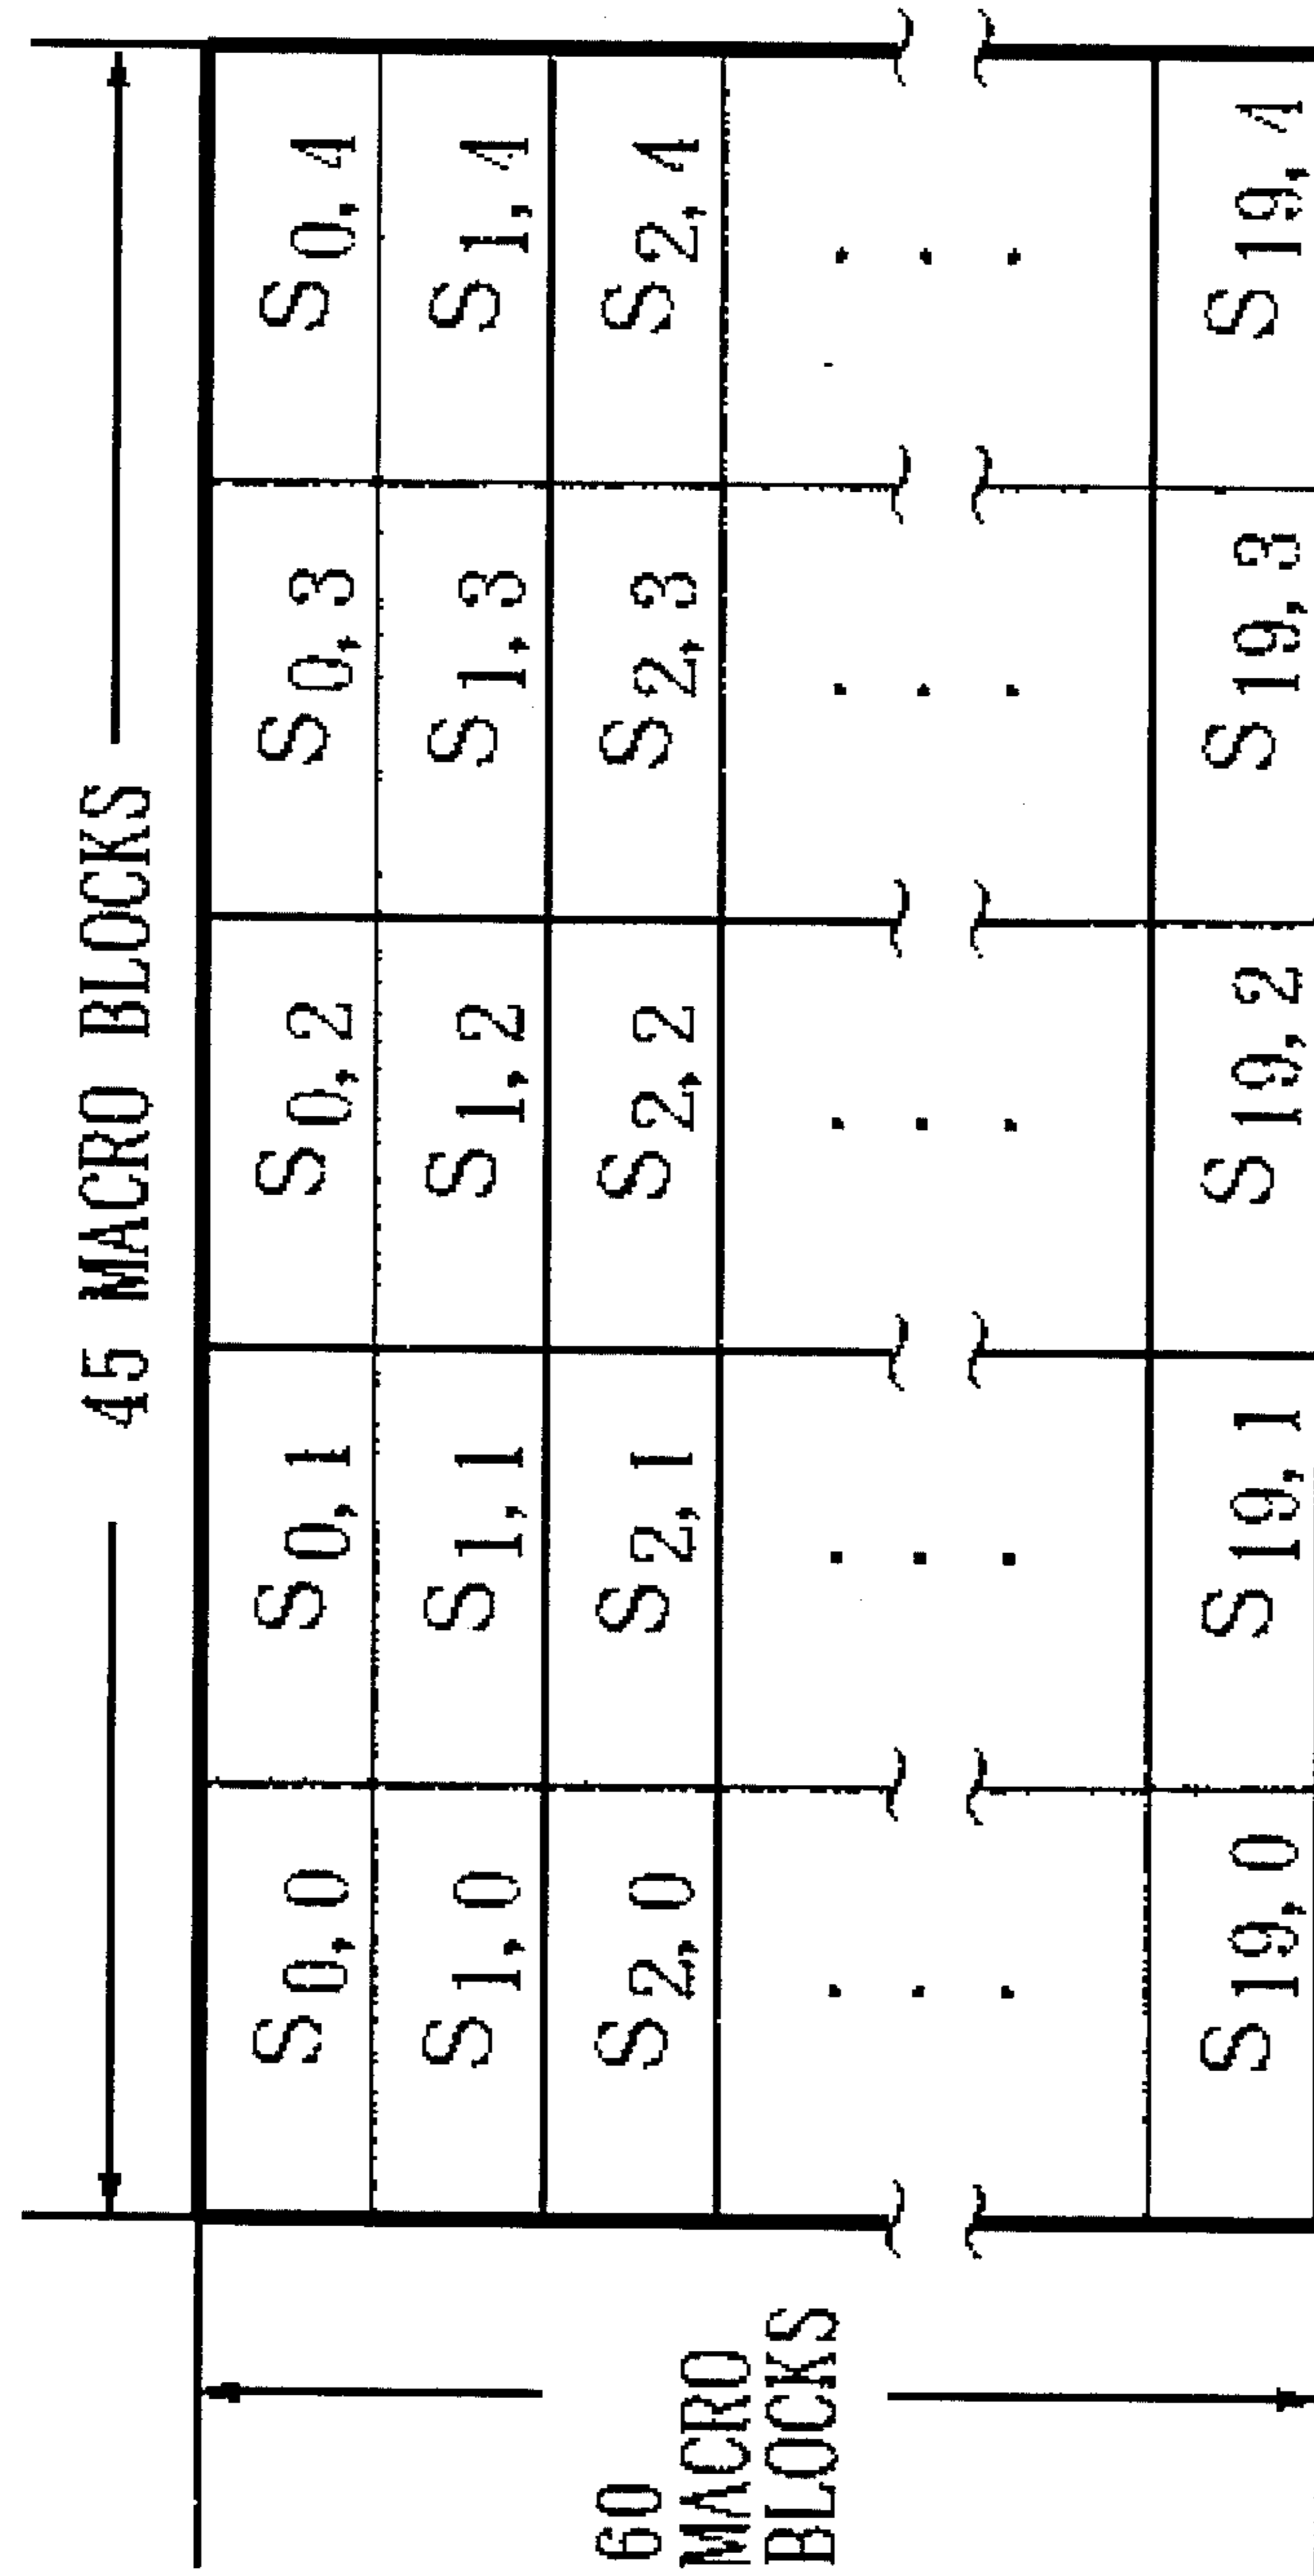 45 MACRO BLOCKS
60
MACRO
BLOCKS
S0,0 S0,1 S0,2 S0,3 S0,4
S1,0 S1,1 S1,2 S1,3 S1,4
S2,0 S2,1 S2,2 S2,3 S2,4
. . . . .
. . . . .
. . . . .
S19,0 S19,1 S19,2 S19,3 S19,4